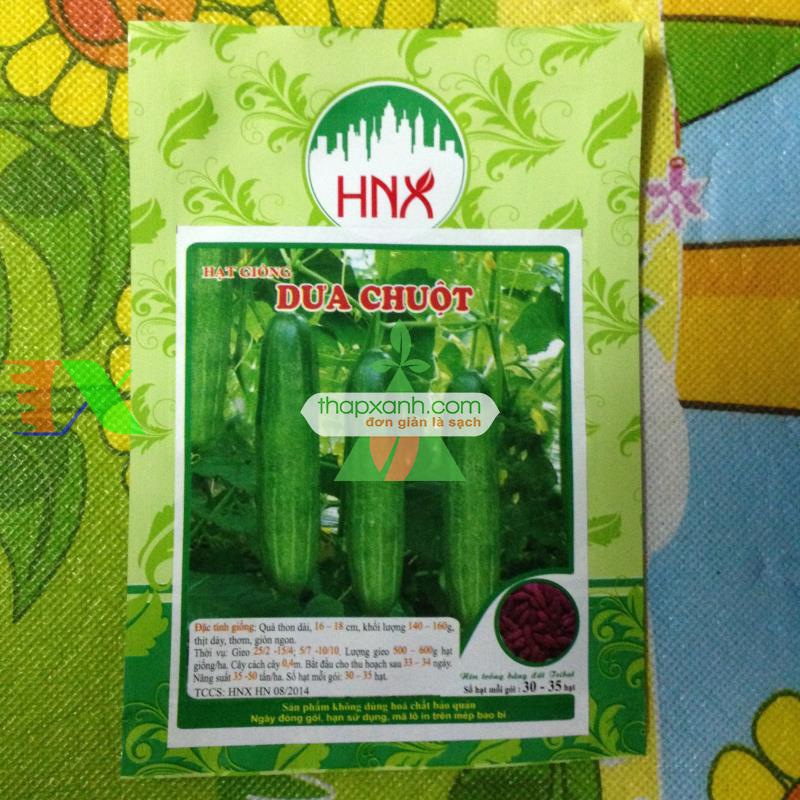 HNX
HẠT GIỐNG
DƯA CHUỘT
thapxanh.com
đơn giản là sạch
Đặc tính giống: Quả thon dài, 16 - 18 cm, khối lượng 140 - 160g,
thịt dày, thơm, giòn ngon.
Thời vụ: Gieo 25/2 -15/4; 5/7 -10/10. Lượng gieo 500 - 600g hạt
giống/ha. Cây cách cây 0,4m. Bắt đầu cho thu hoạch sau 33 - 34 ngày.
Năng suất 35 -50 tấn/ha. Số hạt mỗi gói: 30 - 35 hạt.
TCCS: HNX HN 08/2014
Nên trồng bằng đất Tribat
Số hạt mỗi gói : 30 - 35 hạt
Sản phẩm không dùng hoá chất bảo quản
Ngày đóng gói, hạn sử dụng, mã lô in trên mép bao bì